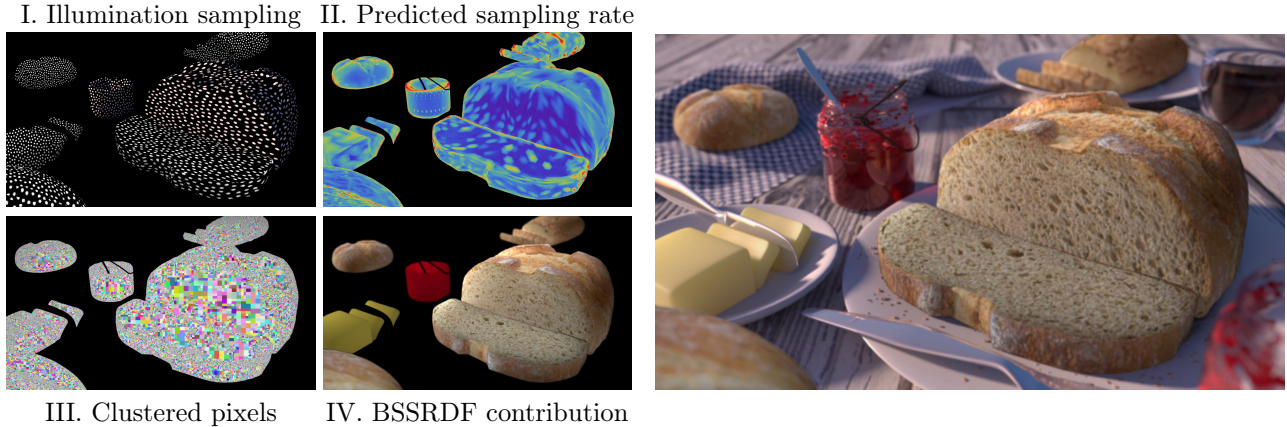 I. Illumination sampling
II. Predicted sampling rate
III. Clustered pixels
IV. BSSRDF contribution